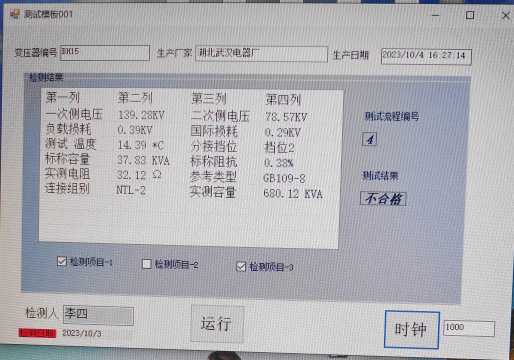 测试模板001
变压器编号 BH15 生产厂家 湖北武汉电器厂 生产日期 2023/10/4 16:27:14
检测结果
第一列 第二列 第三列 第四列
一次侧电压 139.28KV 二次侧电压 78.57KV
负载损耗 0.39KV 国际损耗 0.29KV
测试 温度 14.39 *C 分接挡位 挡位2
标称容量 37.83 KVA 标称阻抗 0.38%
实测电阻 32.12 Ω 参考类型 GB109-8
连接组别 NTL-2 实测容量 680.12 KVA
测试流程编号
4
测试结果
不合格
检测项目-1 检测项目-2 检测项目-3
检测人 李四
检测日期 2023/10/3
运行
时钟 1000